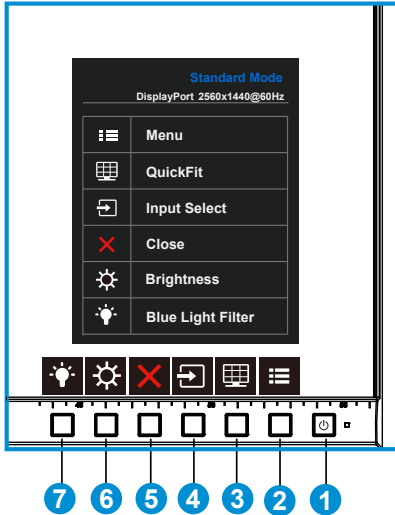 Standard Mode
DisplayPort 2560x1440@60Hz
Menu
QuickFit
Input Select
Close
Brightness
Blue Light Filter
7 6 5 4 3 2 1